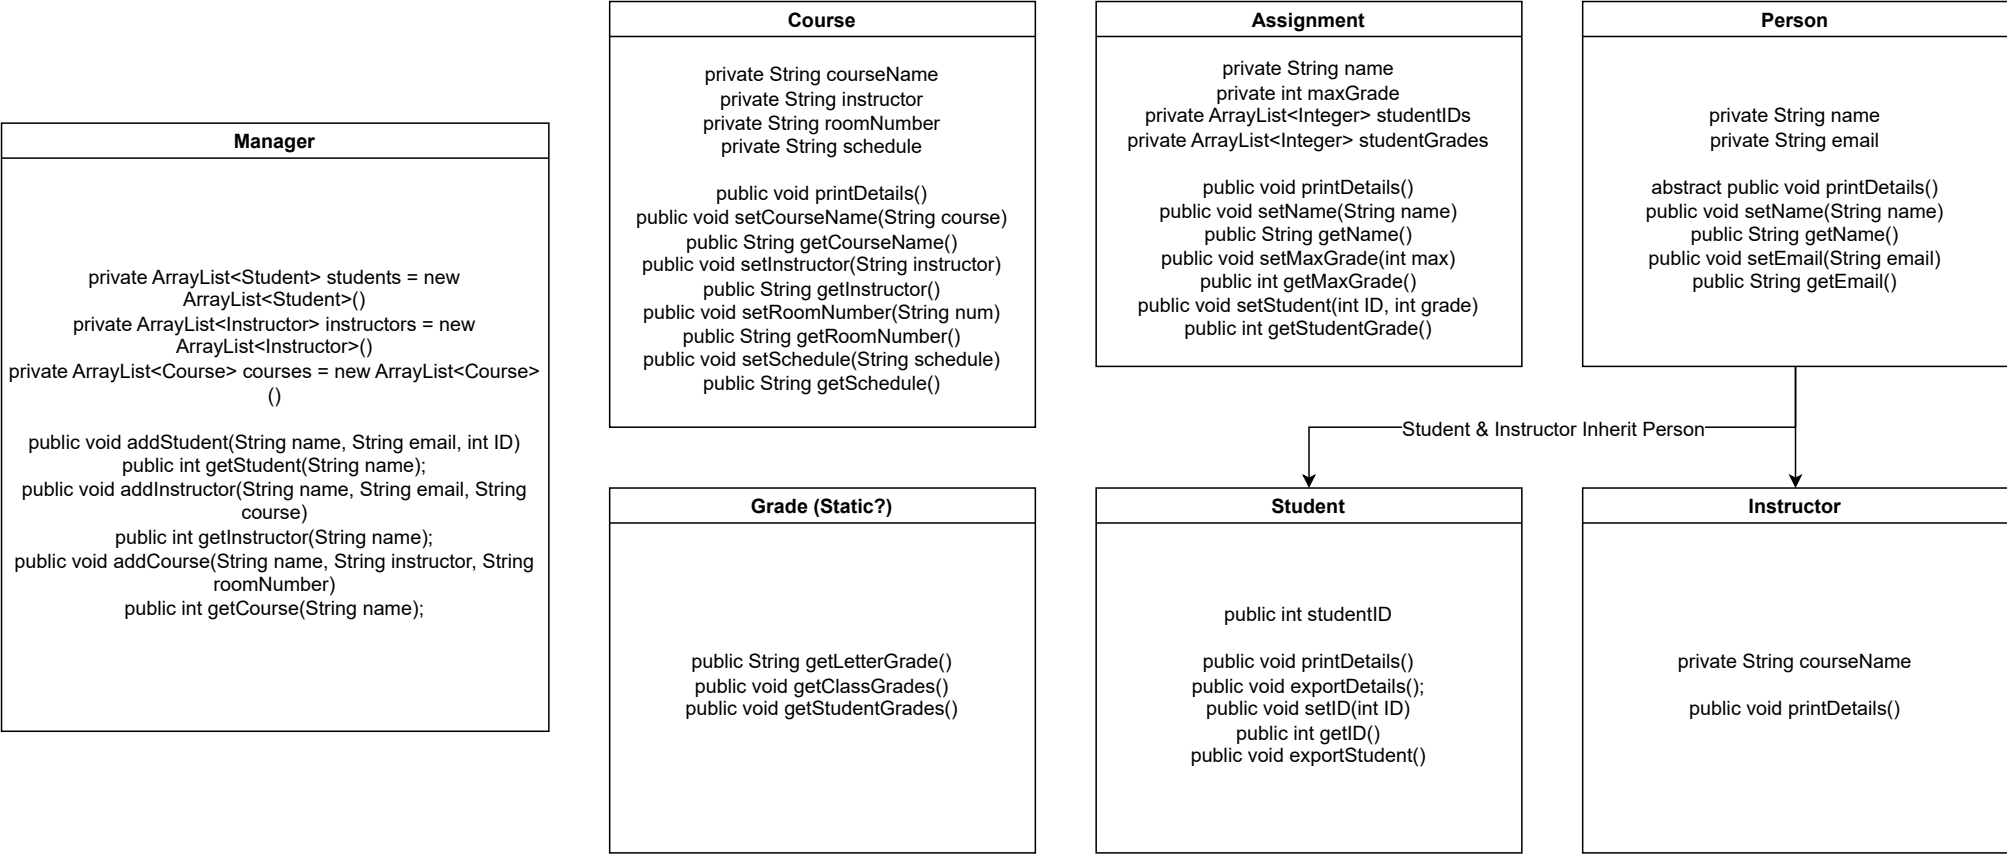 Manager
private ArrayList<Student> students = new
ArrayList<Student>()
private ArrayList<Instructor> instructors = new
ArrayList<Instructor>()
private ArrayList<Course> courses = new ArrayList<Course>
()
public void addStudent(String name, String email, int ID)
public int getStudent(String name);
public void addInstructor(String name, String email, String
course)
public int getInstructor(String name);
public void addCourse(String name, String instructor, String
roomNumber)
public int getCourse(String name);
Course
private String courseName
private String instructor
private String roomNumber
private String schedule
public void printDetails()
public void setCourseName(String course)
public String getCourseName()
public void setInstructor(String instructor)
public String getInstructor()
public void setRoomNumber(String num)
public String getRoomNumber()
public void setSchedule(String schedule)
public String getSchedule()
Assignment
private String name
private int maxGrade
private ArrayList<Integer> studentIDs
private ArrayList<Integer> studentGrades
public void printDetails()
public void setName(String name)
public String getName()
public void setMaxGrade(int max)
public int getMaxGrade()
public void setStudent(int ID, int grade)
public int getStudentGrade()
Person
private String name
private String email
abstract public void printDetails()
public void setName(String name)
public String getName()
public void setEmail(String email)
public String getEmail()
Student & Instructor Inherit Person
Grade (Static?)
public String getLetterGrade()
public void getClassGrades()
public void getStudentGrades()
Student
public int studentID
public void printDetails()
public void exportDetails();
public void setID(int ID)
public int getID()
public void exportStudent()
Instructor
private String courseName
public void printDetails()